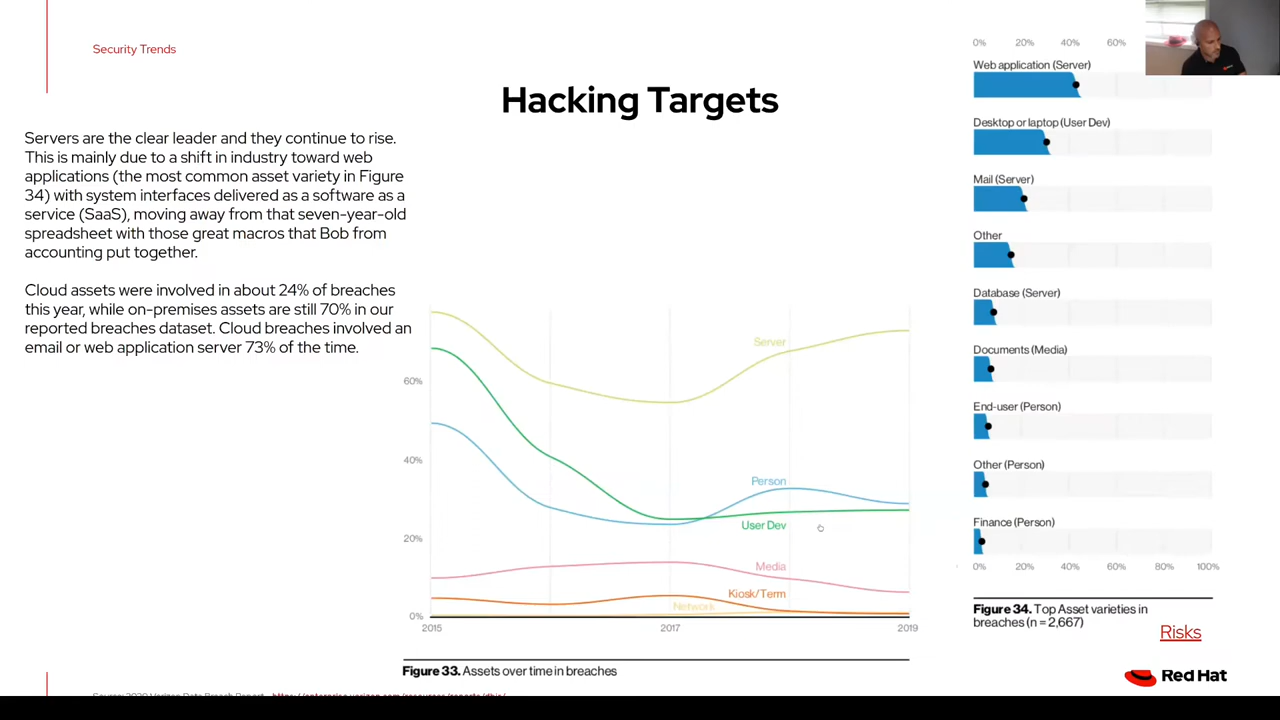 Security Trends
Hacking Targets
Servers are the clear leader and they continue to rise.
This is mainly due to a shift in industry toward web
applications (the most common asset variety in Figure
34) with system interfaces delivered as a software as a
service (SaaS), moving away from that seven-year-old
spreadsheet with those great macros that Bob from
accounting put together.
Cloud assets were involved in about 24% of breaches
this year, while on-premises assets are still 70% in our
reported breaches dataset. Cloud breaches involved an
email or web application server 73% of the time.
60%
40%
20%
0%
Server
Person
User Dev
Media
Kiosk/Term
Network
2015 2017 2019
Figure 33. Assets over time in breaches
0% 20% 40% 60%
Web application (Server)
Desktop or laptop (User Dev)
Mail (Server)
Other
Database (Server)
Documents (Media)
End-user (Person)
Other (Person)
Finance (Person)
0% 20% 40% 60% 80% 100%
Figure 34. Top Asset varieties in
breaches (n = 2,667)
Risks
Red Hat